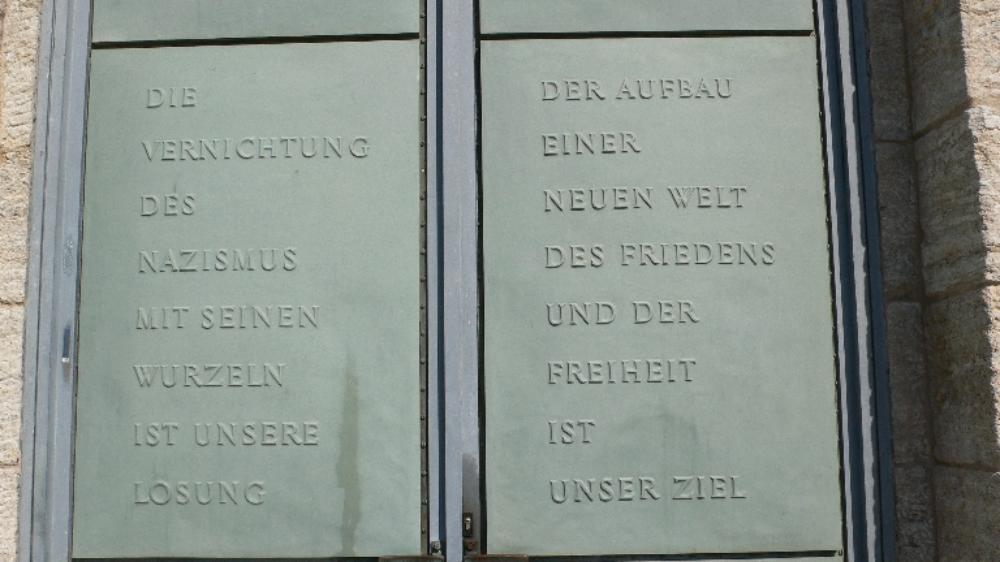 DIE
VERNICHTUNG
DES
NAZISMUS
MIT SEINEN
WURZELN
IST UNSERE
LOSUNG
DER AUFBAU
EINER
NEUEN WELT
DES FRIEDENS
UND DER
FREIHEIT
IST
UNSER ZIEL